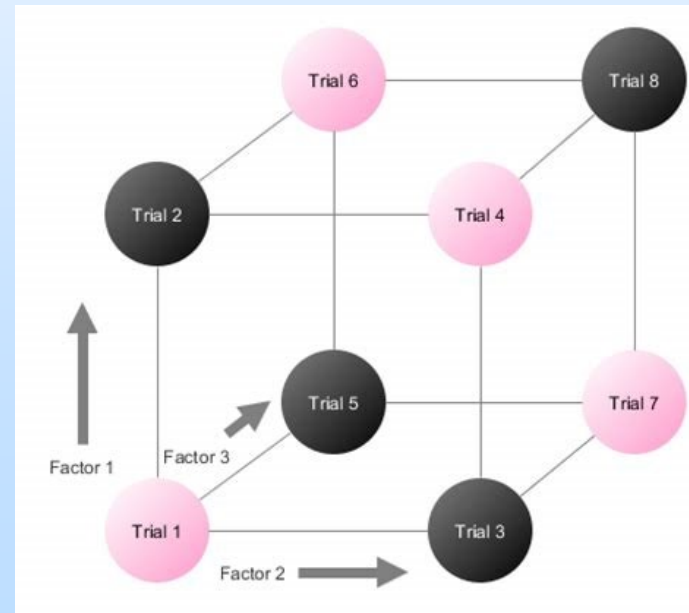 Trial 6
Trial 8
Trial 2
Trial 4
Trial 5
Trial 7
Factor 1
Factor 3
Trial 1
Trial 3
Factor 2